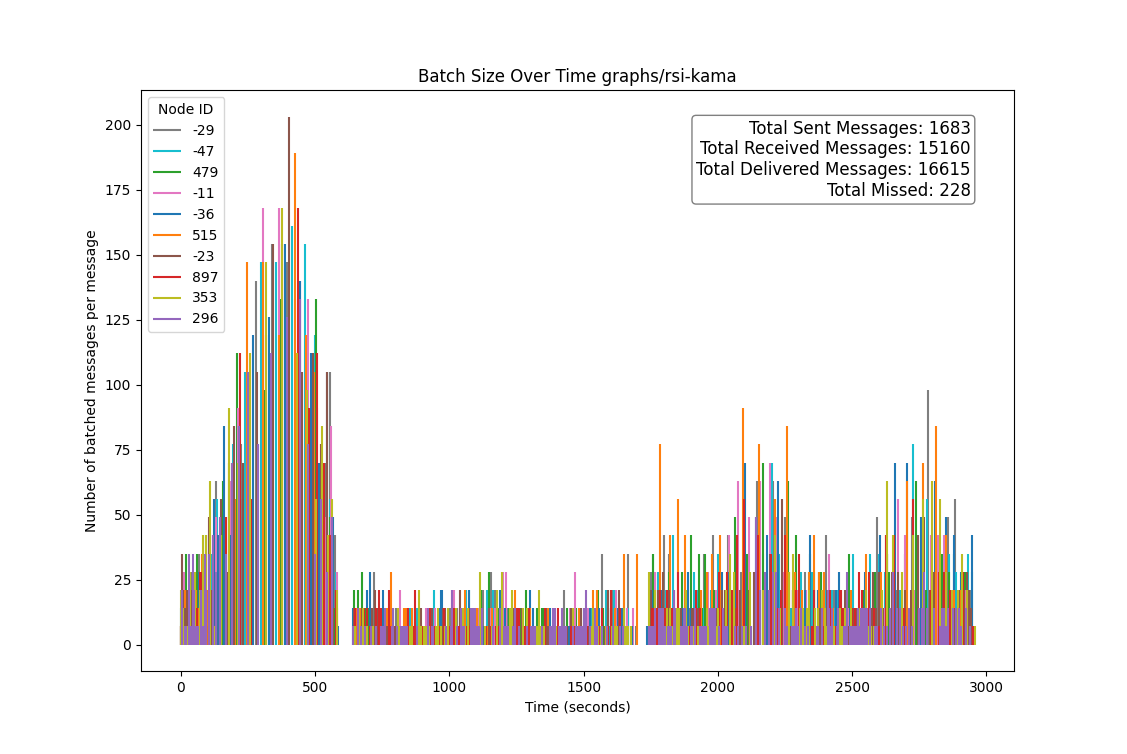 Batch Size Over Time graphs/rsi-kama
Node ID
-29
-47
479
-11
-36
515
-23
897
353
296
Total Sent Messages: 1683
Total Received Messages: 15160
Total Delivered Messages: 16615
Total Missed: 228
Number of batched messages per message
200
175
150
125
100
75
50
25
0
0 500 1000 1500 2000 2500 3000
Time (seconds)